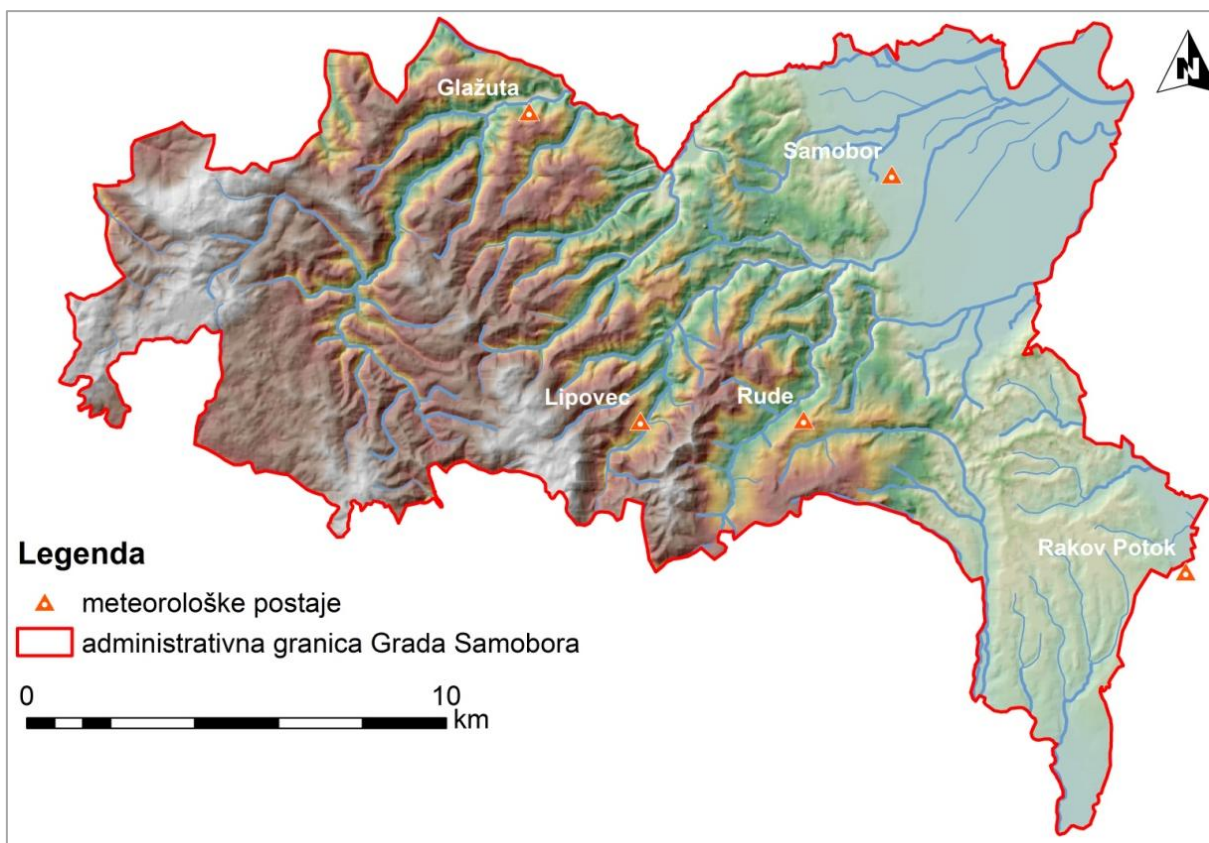 N
Glažuta
Samobor
Lipovec
Rude
Rakov Potok
Legenda
meteorološke postaje
administrativna granica Grada Samobora
0 10
km